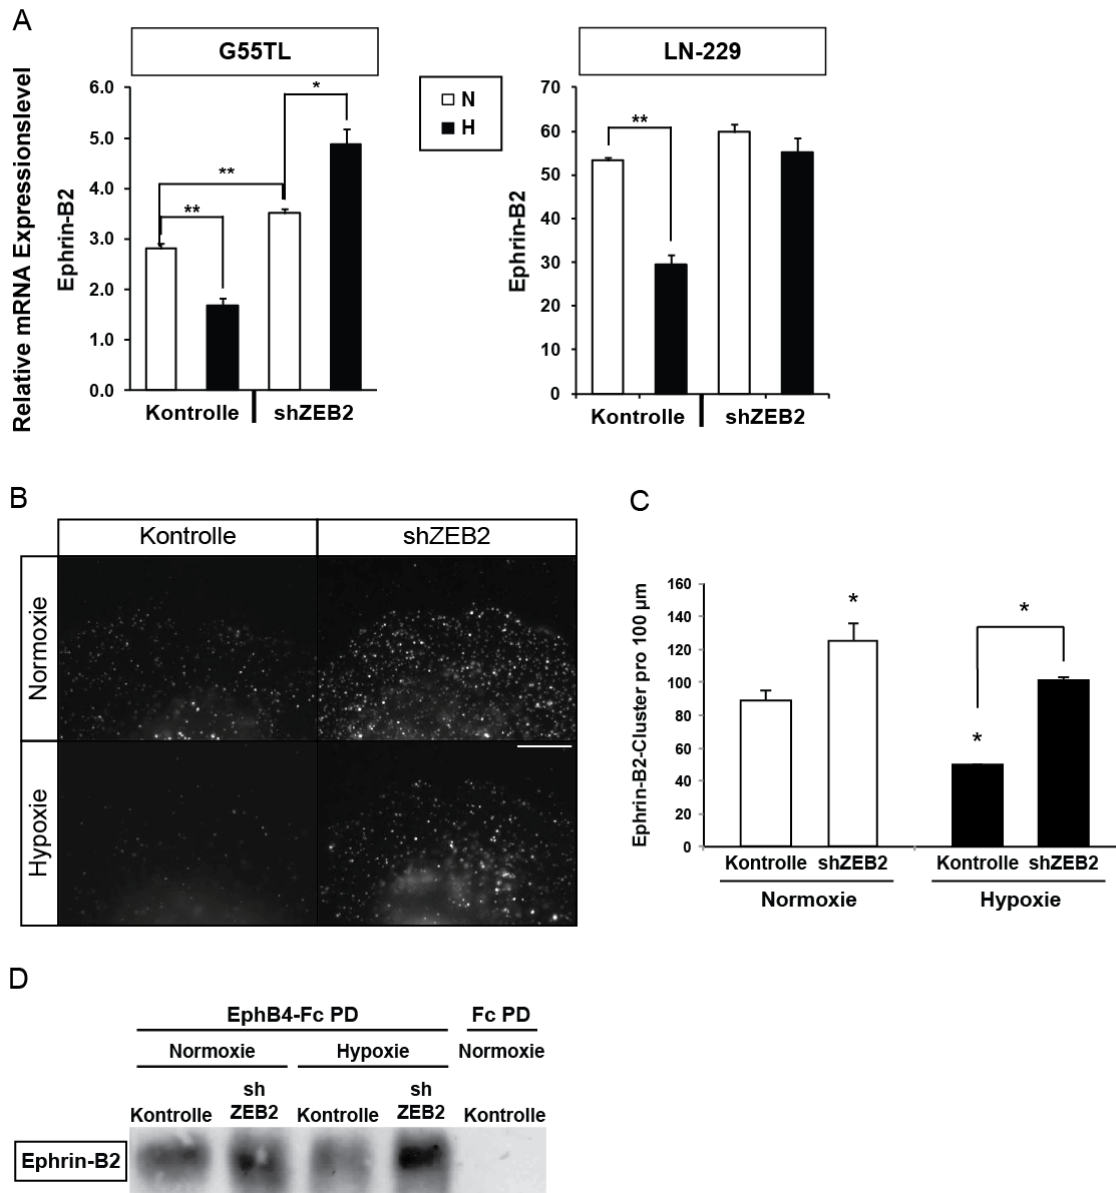 A
G55TL
LN-229
Relative mRNA Expressionslevel
Ephrin-B2
6.0
5.0
4.0
3.0
2.0
1.0
0.0
*
**
**
Kontrolle
shZEB2
N
H
Ephrin-B2
70
60
50
40
30
20
10
0
**
Kontrolle
shZEB2
B
Kontrolle
shZEB2
Normoxie
Hypoxie
C
Ephrin-B2-Cluster pro 100 µm
160
140
120
100
80
60
40
20
0
*
*
*
Kontrolle shZEB2
Kontrolle shZEB2
Normoxie
Hypoxie
D
EphB4-Fc PD
Fc PD
Normoxie
Hypoxie
Normoxie
Kontrolle
sh
ZEB2
Kontrolle
sh
ZEB2
Kontrolle
Ephrin-B2